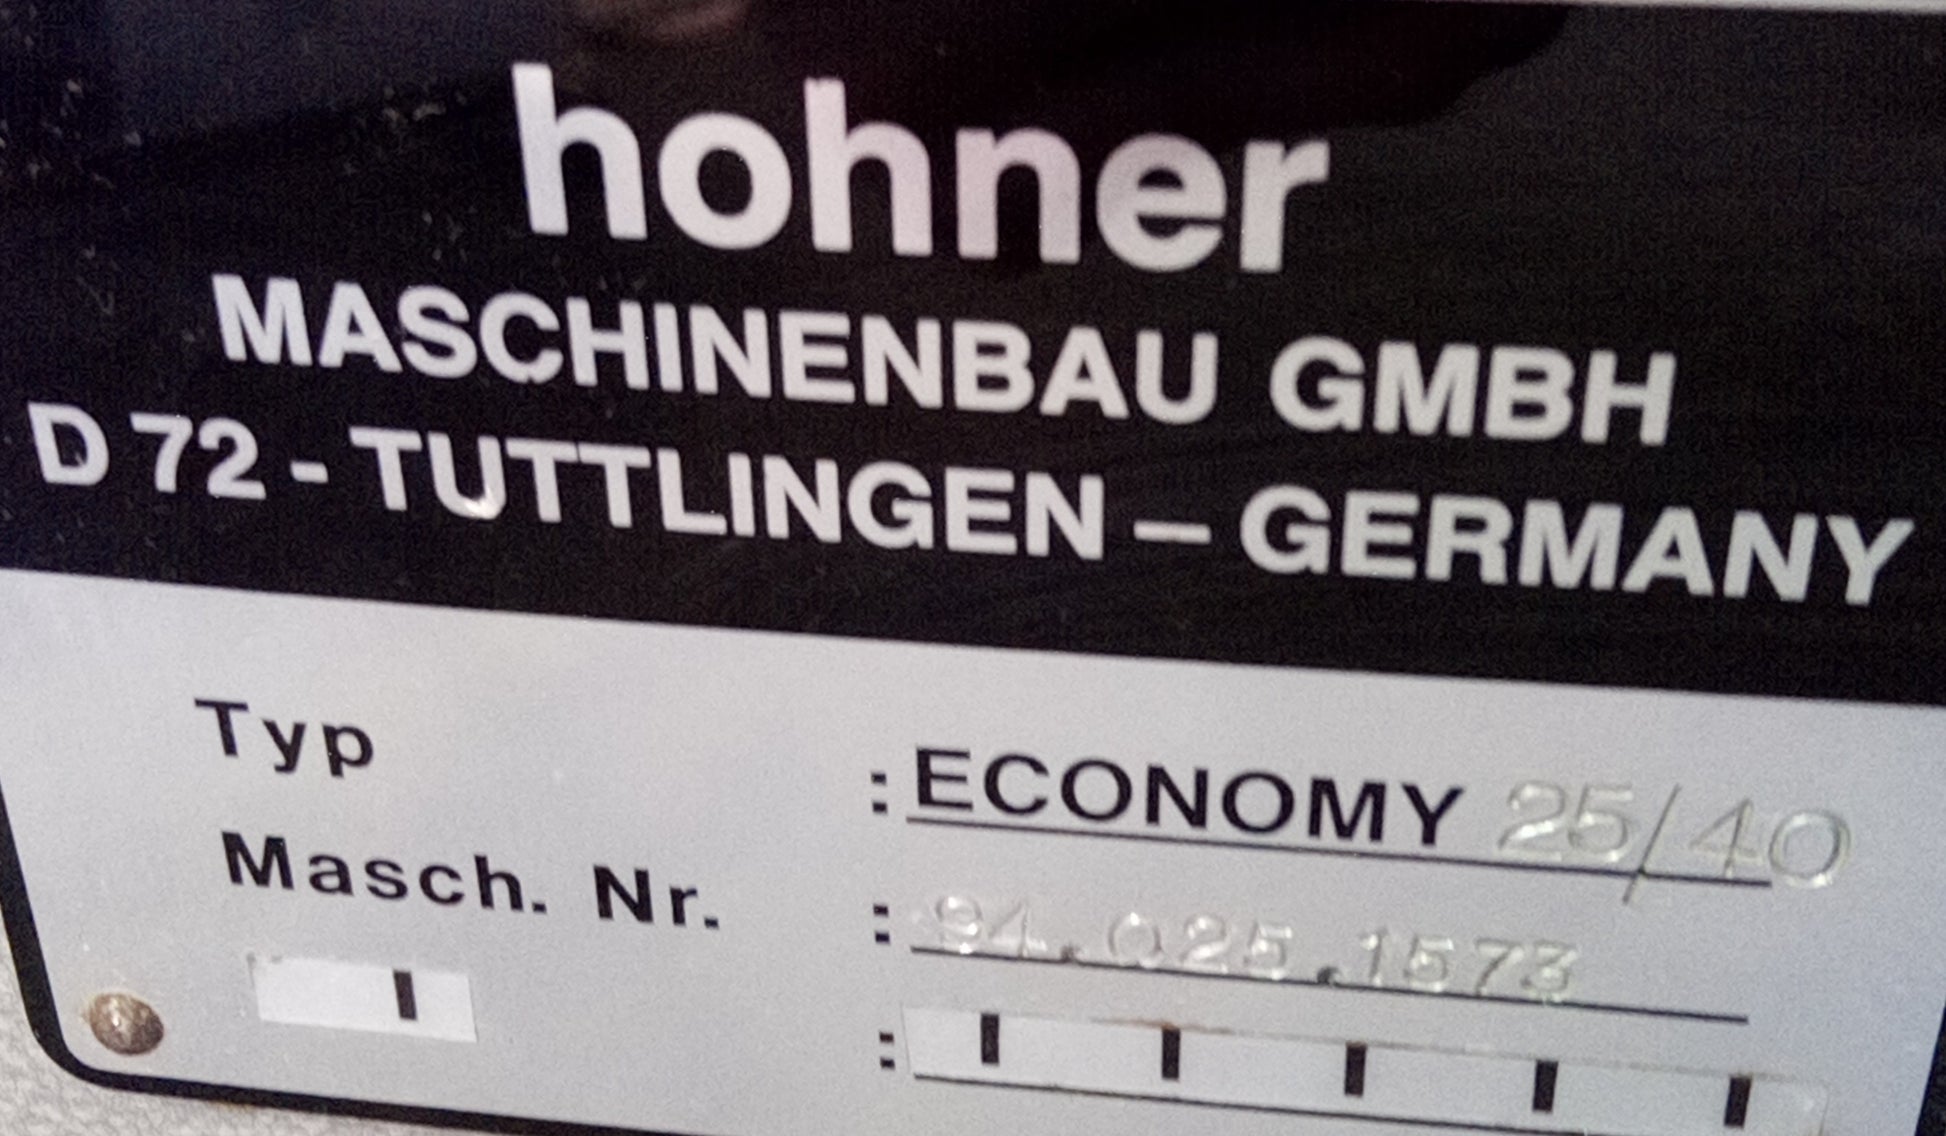 hohner
MASCHINENBAU GMBH
D 72 - TUTTLINGEN – GERMANY
Typ : ECONOMY 25/40
Masch. Nr. : 94.025.1573
: